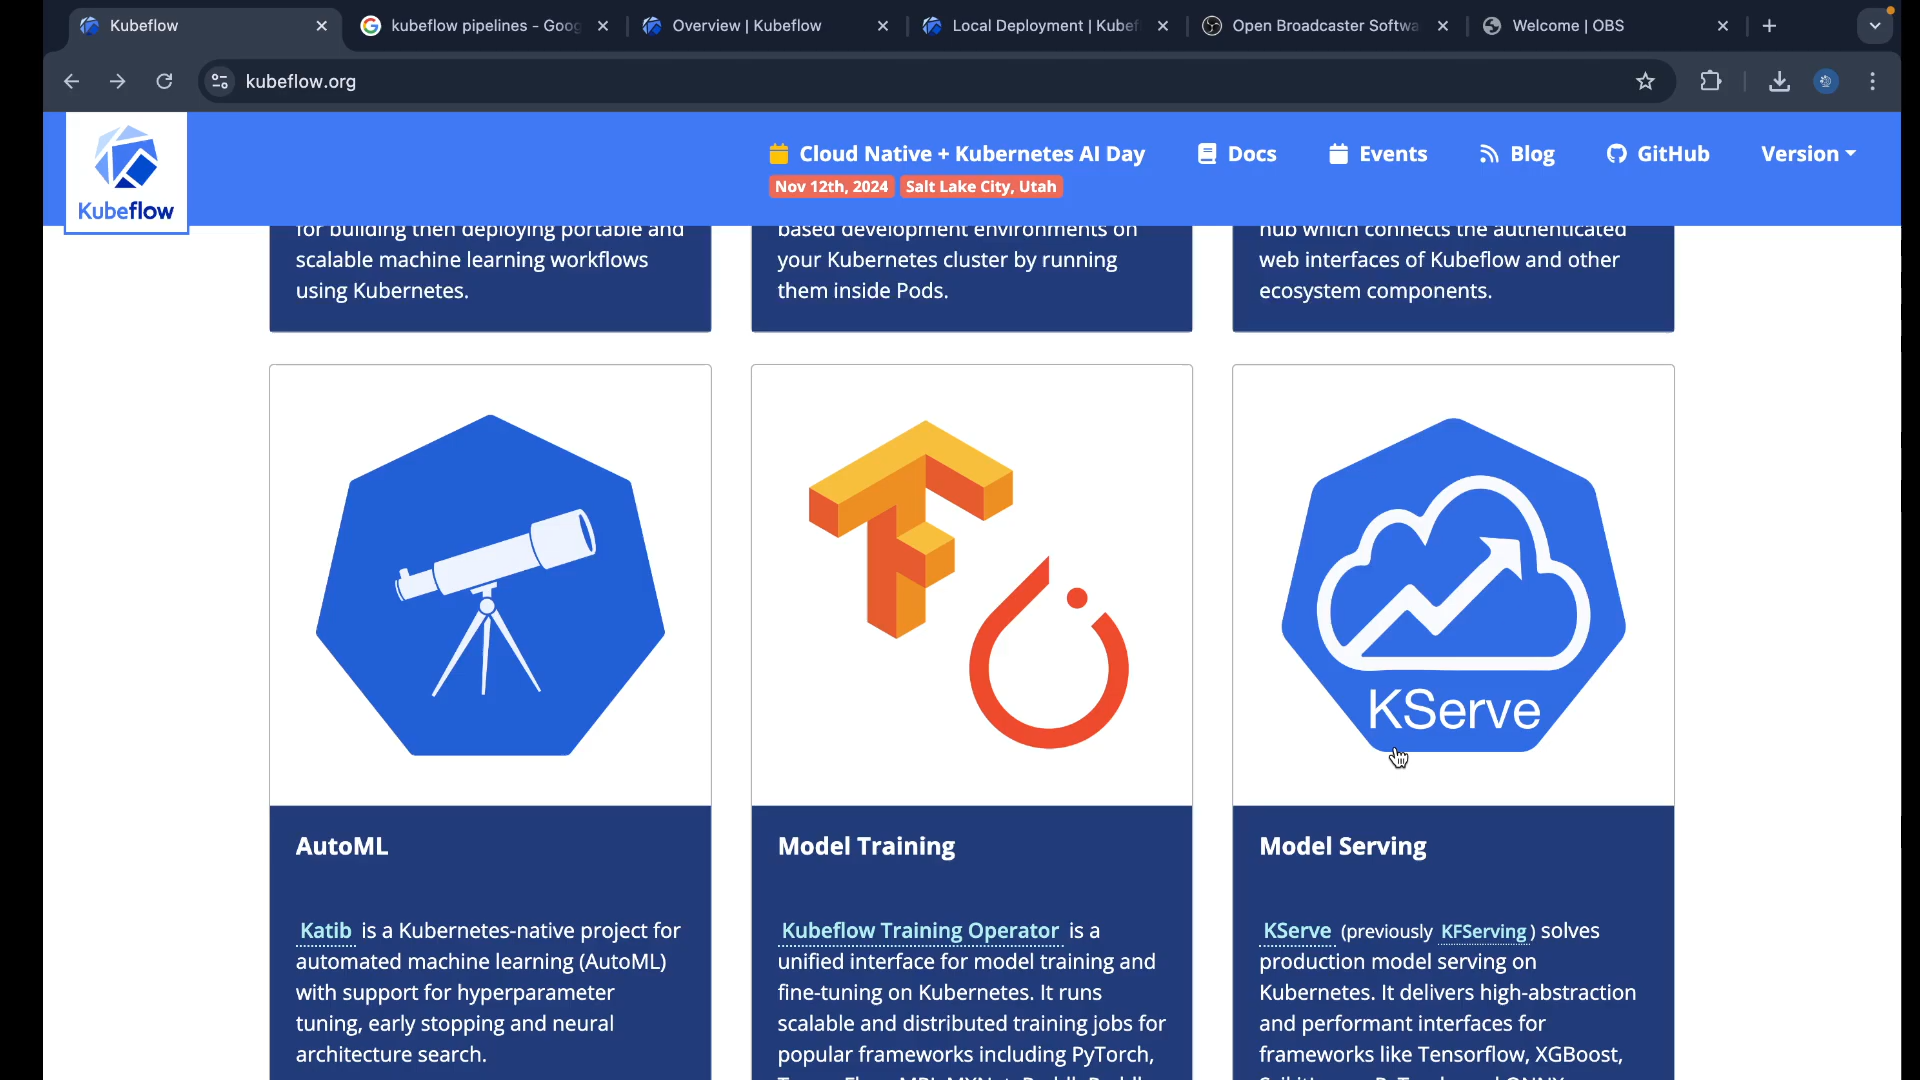 Kubeflow
kubeflow pipelines - Goog
Overview | Kubeflow
Local Deployment | Kubef
Open Broadcaster Softwa
Welcome | OBS
kubeflow.org
Kubeflow
Cloud Native + Kubernetes AI Day
Nov 12th, 2024 Salt Lake City, Utah
Docs
Events
Blog
GitHub
Version
for building then deploying portable and
scalable machine learning workflows
using Kubernetes.
based development environments on
your Kubernetes cluster by running
them inside Pods.
hub which connects the authenticated
web interfaces of Kubeflow and other
ecosystem components.
KServe
AutoML
Katib is a Kubernetes-native project for
automated machine learning (AutoML)
with support for hyperparameter
tuning, early stopping and neural
architecture search.
Model Training
Kubeflow Training Operator is a
unified interface for model training and
fine-tuning on Kubernetes. It runs
scalable and distributed training jobs for
popular frameworks including PyTorch,
Model Serving
KServe (previously KFServing) solves
production model serving on
Kubernetes. It delivers high-abstraction
and performant interfaces for
frameworks like Tensorflow, XGBoost,